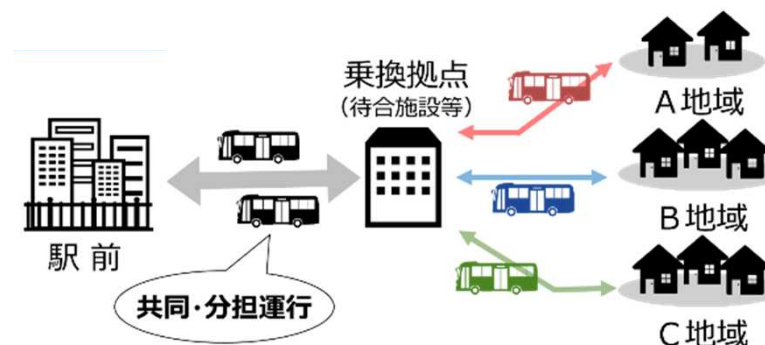 乗換拠点
（待合施設等）
駅前
共同・分担運行
A地域
B地域
C地域